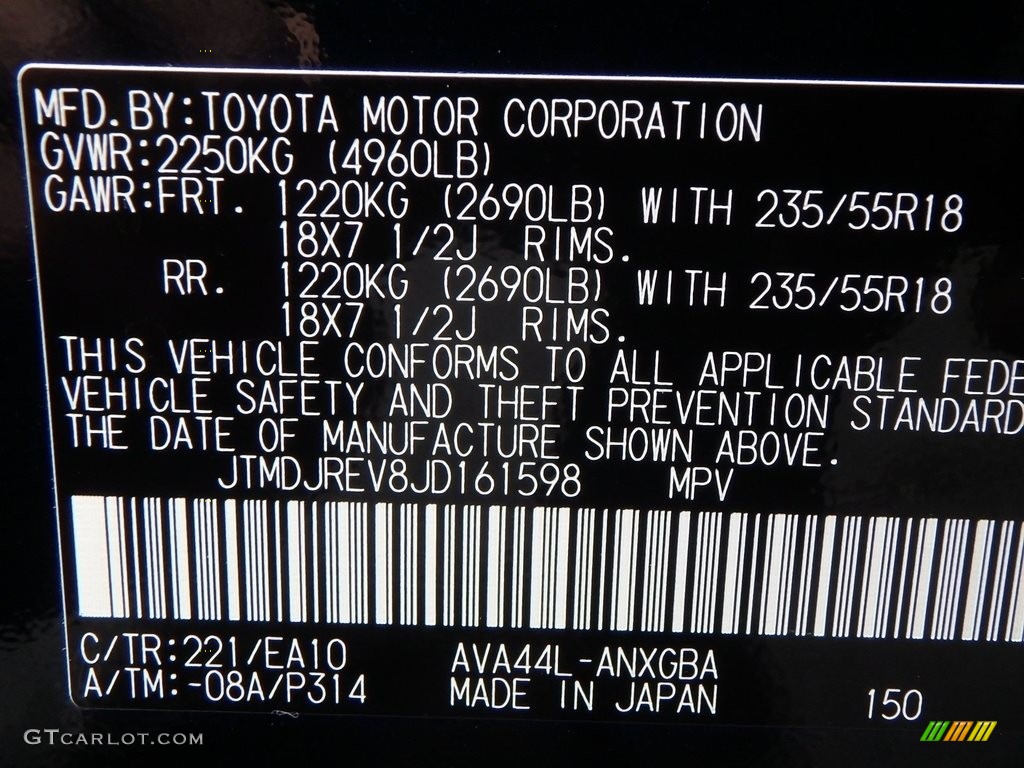 MFD.BY:TOYOTA MOTOR CORPORATION
GVWR:2250KG (4960LB)
GAWR:FRT. 1220KG (2690LB) WITH 235/55R18
18X7 1/2J RIMS.
RR. 1220KG (2690LB) WITH 235/55R18
18X7 1/2J RIMS.
THIS VEHICLE CONFORMS TO ALL APPLICABLE FEDE
VEHICLE SAFETY AND THEFT PREVENTION STANDARD
THE DATE OF MANUFACTURE SHOWN ABOVE.
JTMDJREV8JD161598 MPV
C/TR:221/EA10 AVA44L-ANXGBA
A/TM:-08A/P314 MADE IN JAPAN 150
GTCARLOT.COM